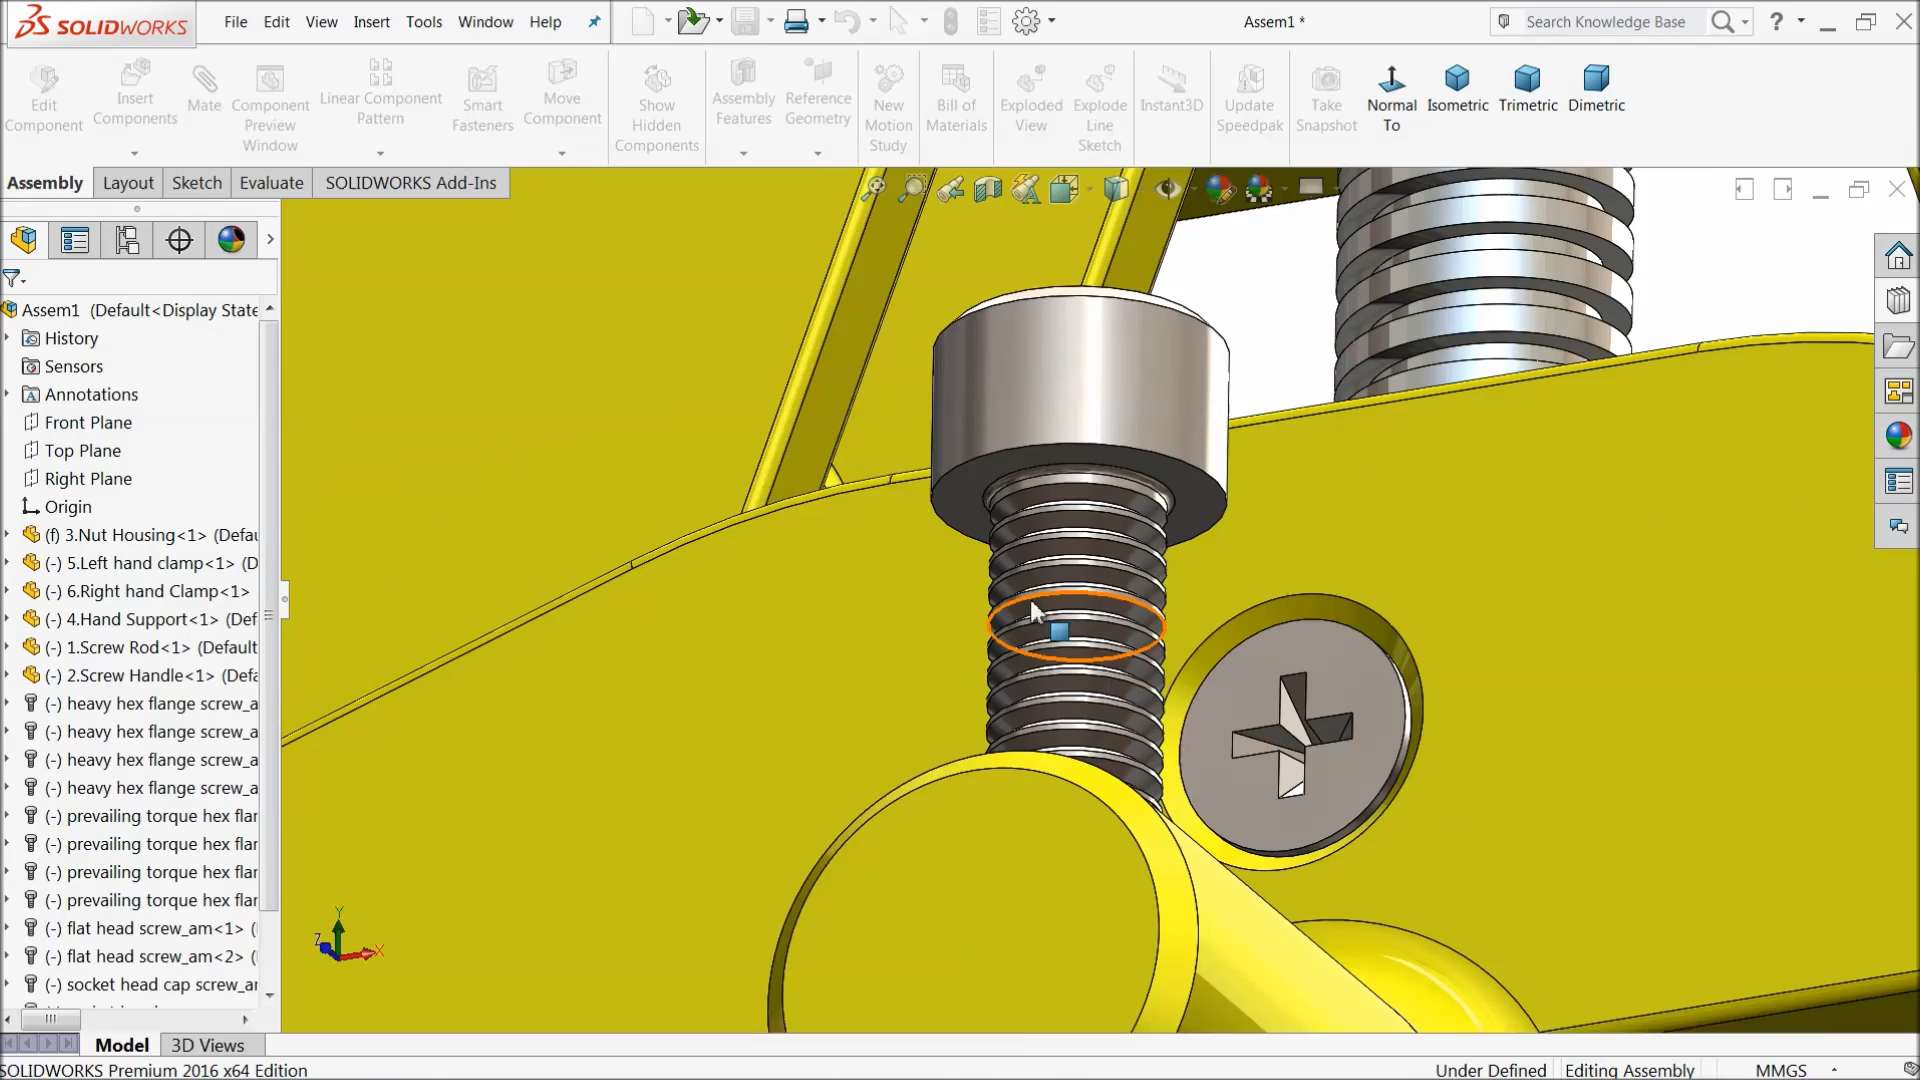 SOLIDWORKS
File Edit View Insert Tools Window Help
Assem1 *
Search Knowledge Base
?
Edit Component
Insert Components
Mate
Component Preview Window
Linear Component Pattern
Smart Fasteners
Move Component
Show Hidden Components
Assembly Features
Reference Geometry
New Motion Study
Bill of Materials
Exploded View
Explode Line Sketch
Instant3D
Update Speedpak
Take Snapshot
Normal To
Isometric
Trimetric
Dimetric
Assembly Layout Sketch Evaluate SOLIDWORKS Add-Ins
Assem1 (Default<Display State
History
Sensors
Annotations
Front Plane
Top Plane
Right Plane
Origin
(f) 3.Nut Housing<1> (Defau
(-) 5.Left hand clamp<1> (D
(-) 6.Right hand Clamp<1>
(-) 4.Hand Support<1> (Def
(-) 1.Screw Rod<1> (Default
(-) 2.Screw Handle<1> (Defa
(-) heavy hex flange screw_a
(-) heavy hex flange screw_a
(-) heavy hex flange screw_a
(-) heavy hex flange screw_a
(-) prevailing torque hex flar
(-) prevailing torque hex flar
(-) prevailing torque hex flar
(-) prevailing torque hex flar
(-) flat head screw_am<1> (
(-) flat head screw_am<2> (
(-) socket head cap screw_ar
Y
Z
X
Model 3D Views
SOLIDWORKS Premium 2016 x64 Edition
Under Defined Editing Assembly MMGS